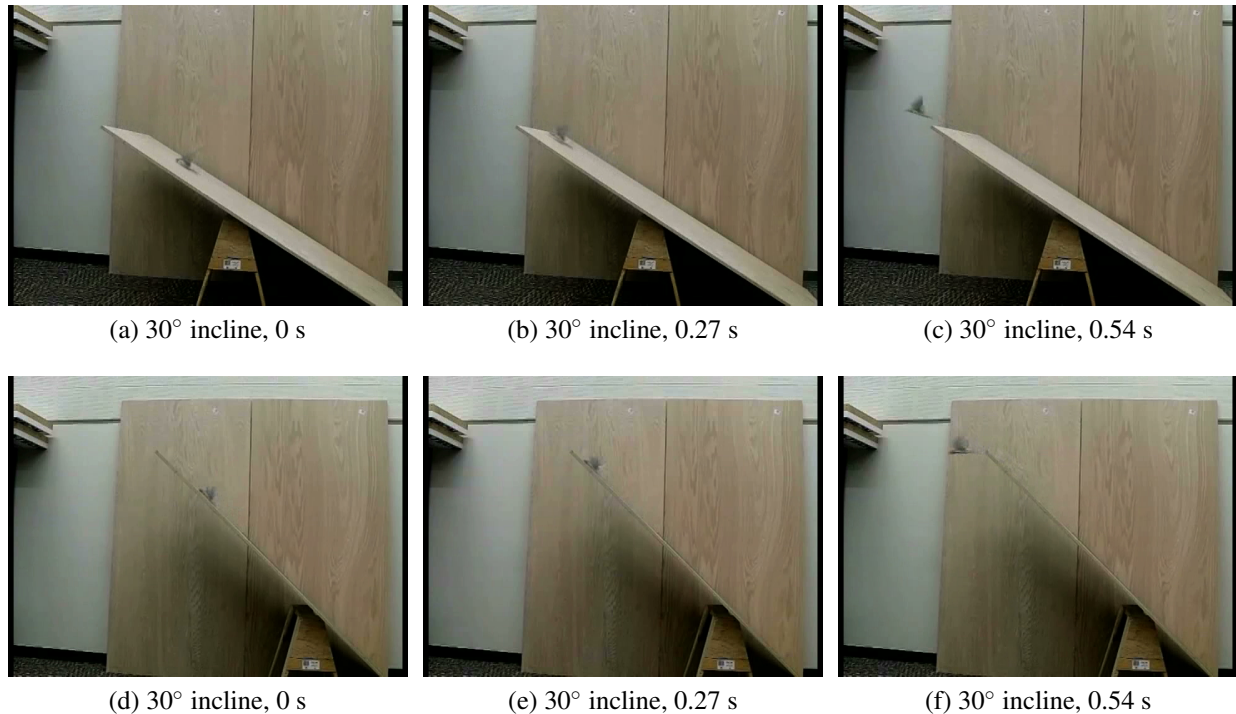 (a) 30° incline, 0 s
(b) 30° incline, 0.27 s
(c) 30° incline, 0.54 s
(d) 30° incline, 0 s
(e) 30° incline, 0.27 s
(f) 30° incline, 0.54 s